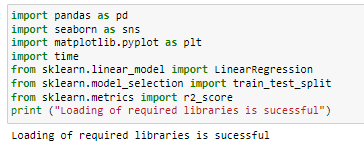 import pandas as pd
import seaborn as sns
import matplotlib.pyplot as plt
import time
from sklearn.linear_model import LinearRegression
from sklearn.model_selection import train_test_split
from sklearn.metrics import r2_score
print ("Loading of required libraries is sucessful")
Loading of required libraries is sucessful